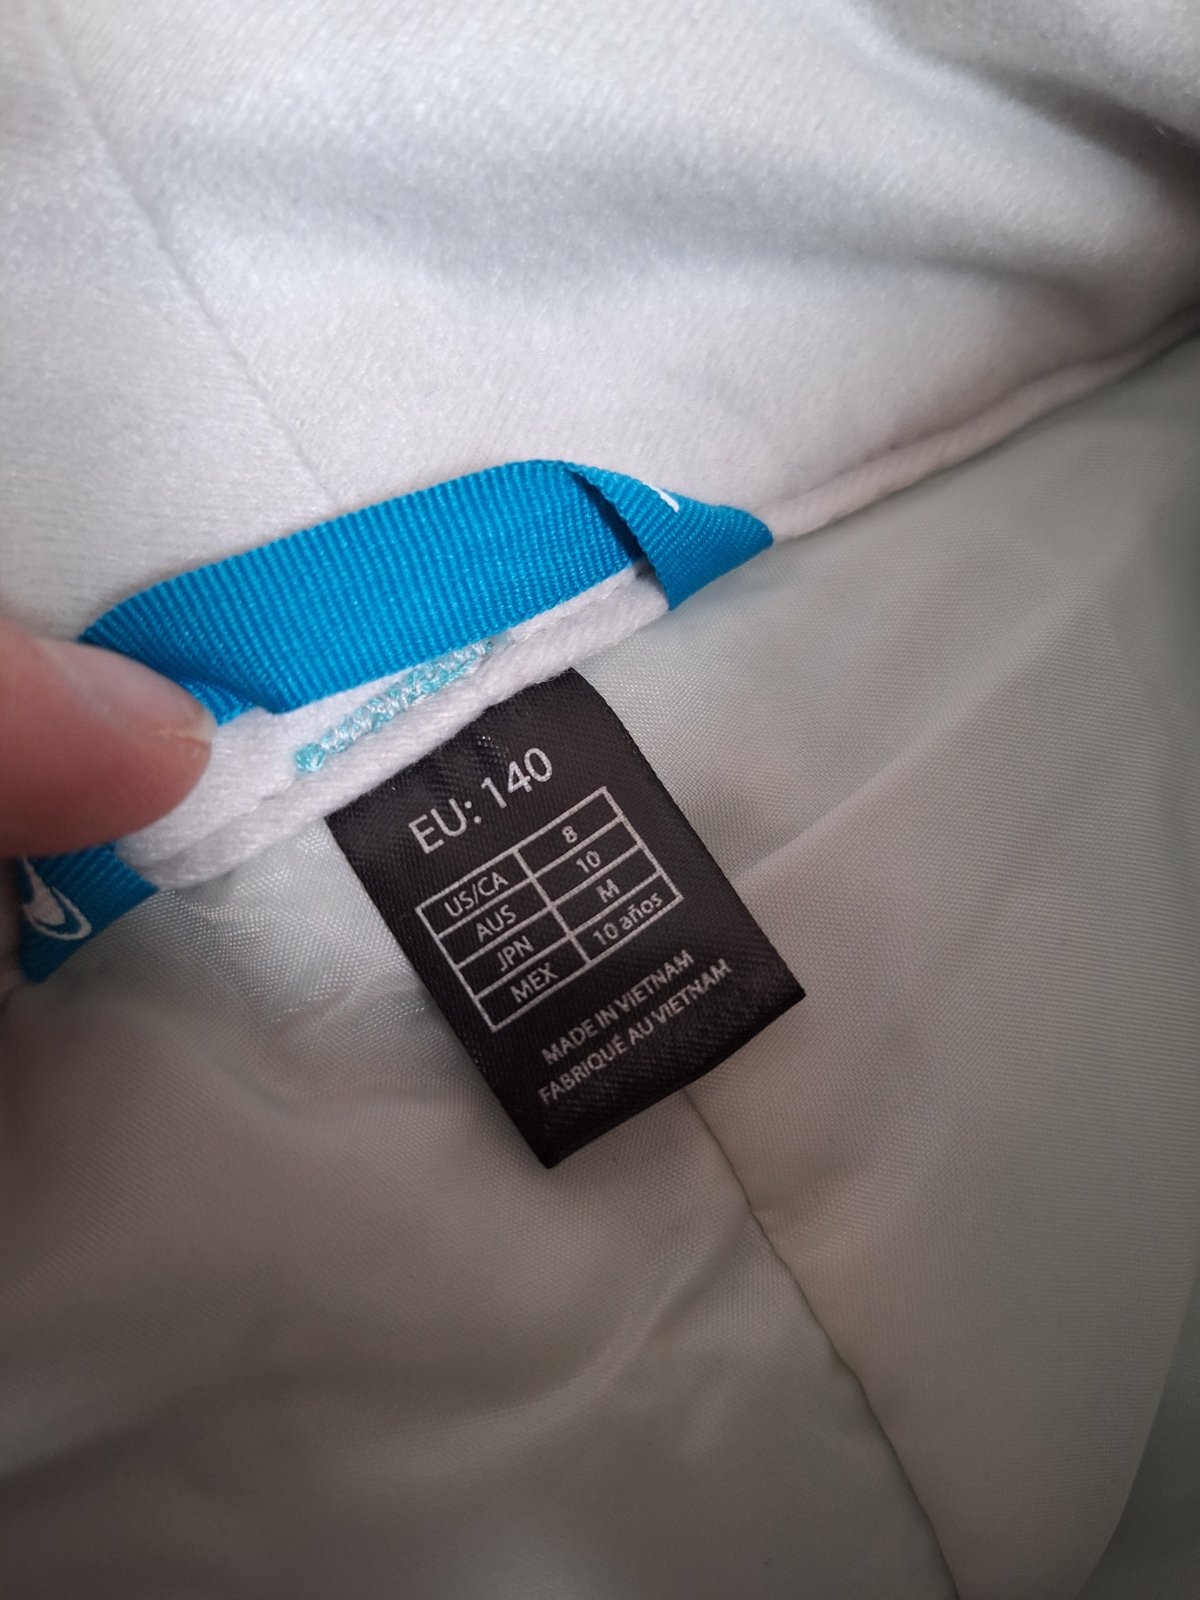 EU: 140
US/CA 8
AUS 10
JPN M
MEX 10 años
MADE IN VIETNAM
FABRIQUÉ AU VIETNAM